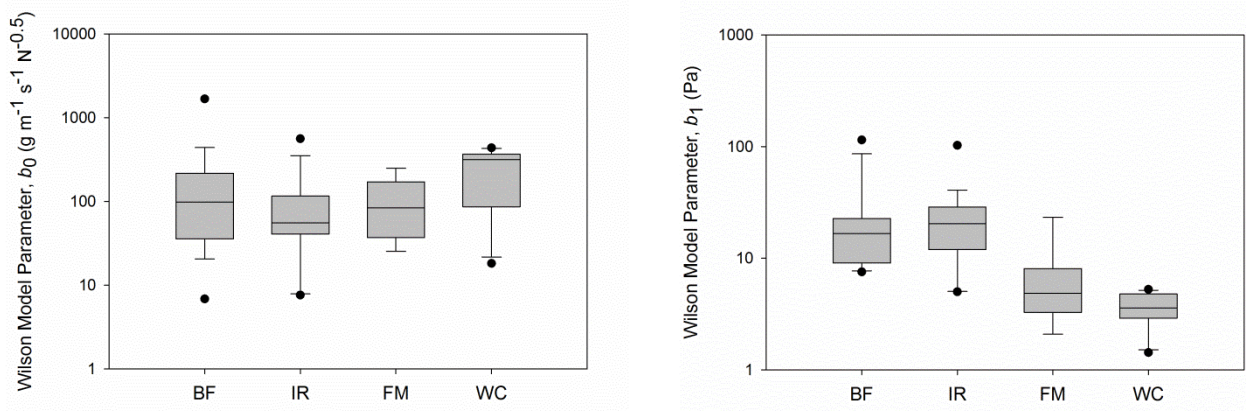 Wilson Model Parameter, b0 (g m-1 s-1 N-0.5)
10000
1000
100
10
1
BF IR FM WC
Wilson Model Parameter, b1 (Pa)
1000
100
10
1
BF IR FM WC